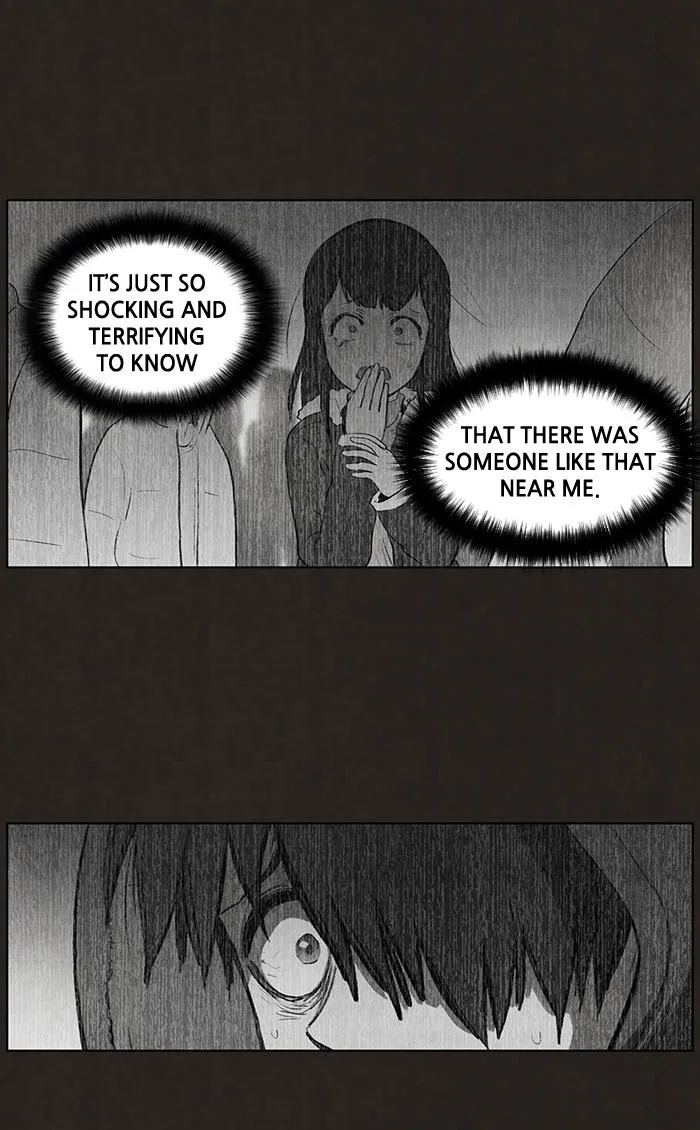 IT'S JUST SO
SHOCKING AND
TERRIFYING
TO KNOW
THAT THERE WAS
SOMEONE LIKE THAT
NEAR ME.